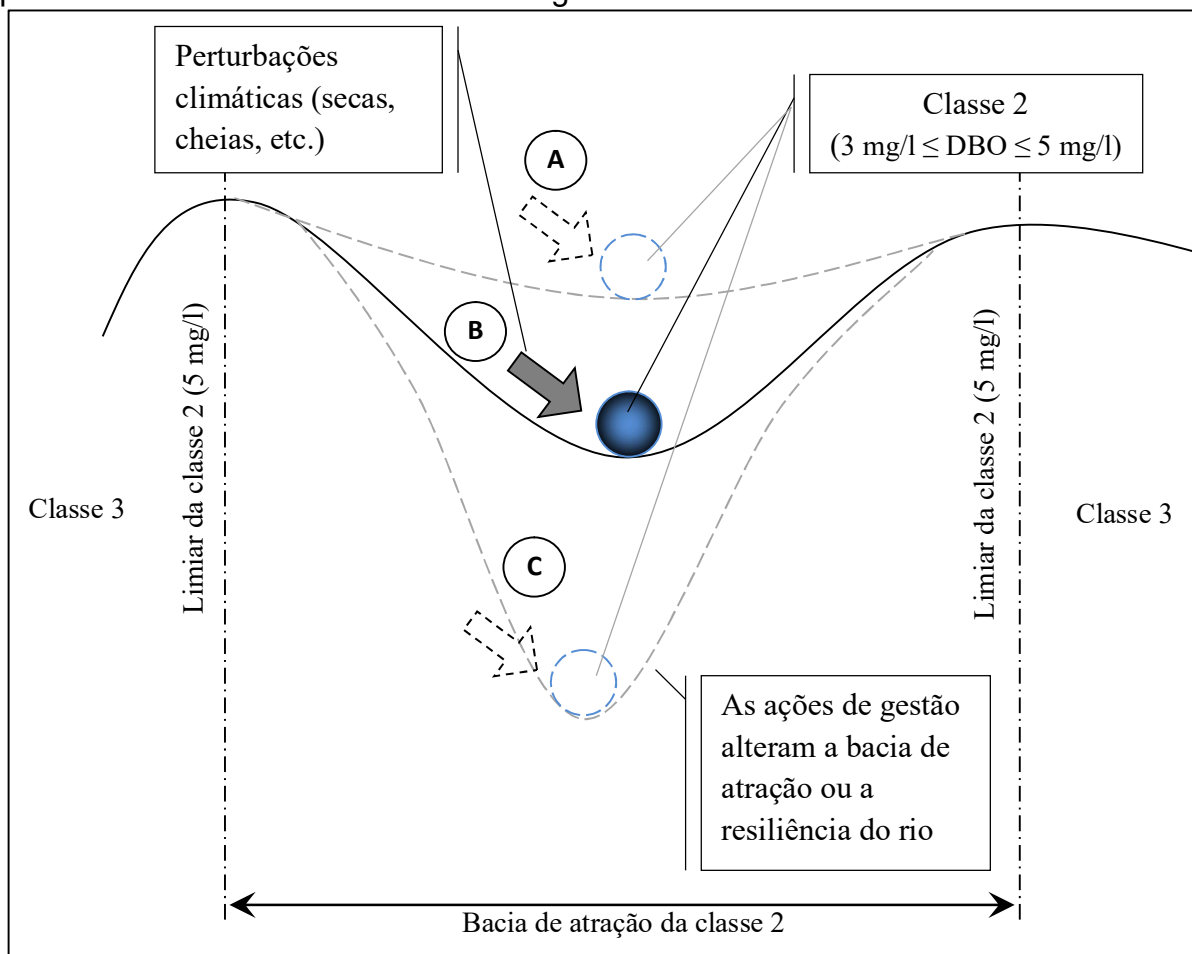 Perturbações
climáticas (secas,
cheias, etc.)
Classe 2
(3 mg/l ≤ DBO ≤ 5 mg/l)
A
B
C
Limiar da classe 2 (5 mg/l)
Limiar da classe 2 (5 mg/l)
Classe 3
Classe 3
As ações de gestão
alteram a bacia de
atração ou a
resiliência do rio
Bacia de atração da classe 2